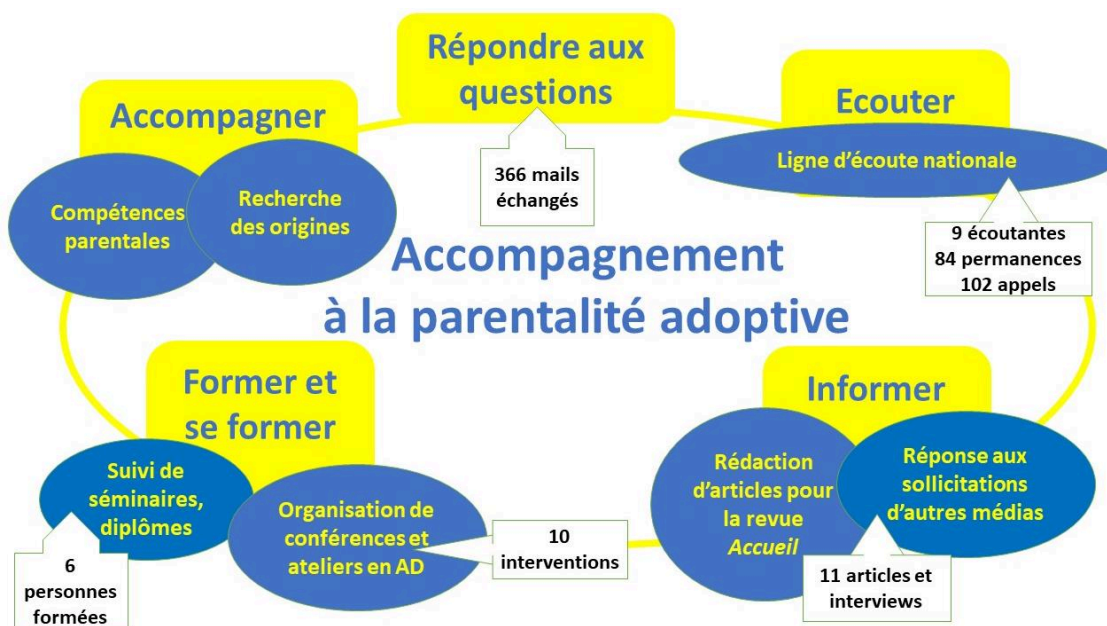 Répondre aux
questions
366 mails
échangés
Ecouter
Ligne d'écoute nationale
9 écoutantes
84 permanences
102 appels
Accompagner
Compétences
parentales
Recherche
des origines
Accompagnement
à la parentalité adoptive
Former et
se former
Suivi de
séminaires,
diplômes
6
personnes
formées
Organisation de
conférences et
ateliers en AD
10
interventions
Informer
Rédaction
d'articles pour
la revue
Accueil
Réponse aux
sollicitations
d'autres médias
11 articles et
interviews